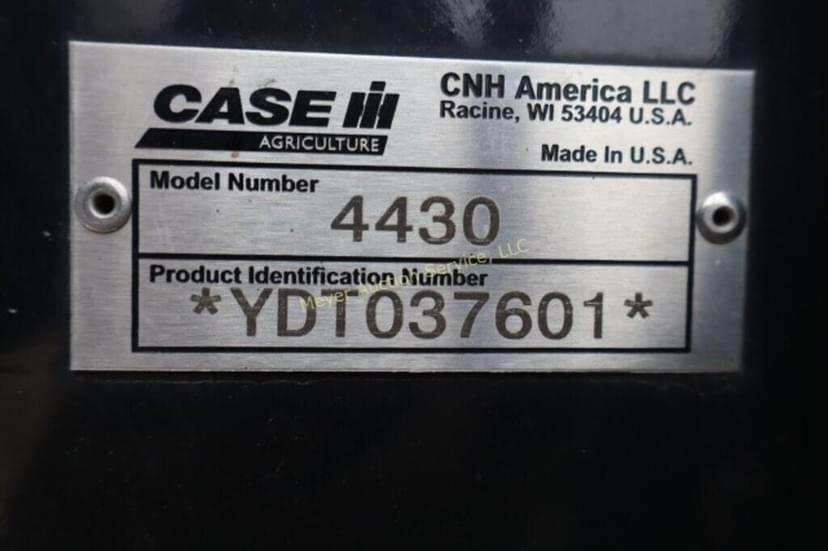 CASE IH
AGRICULTURE
CNH America LLC
Racine, WI 53404 U.S.A.
Made In U.S.A.
Model Number
4430
Product Identification Number
*YDT037601*
Meyer Auction Service, LLC